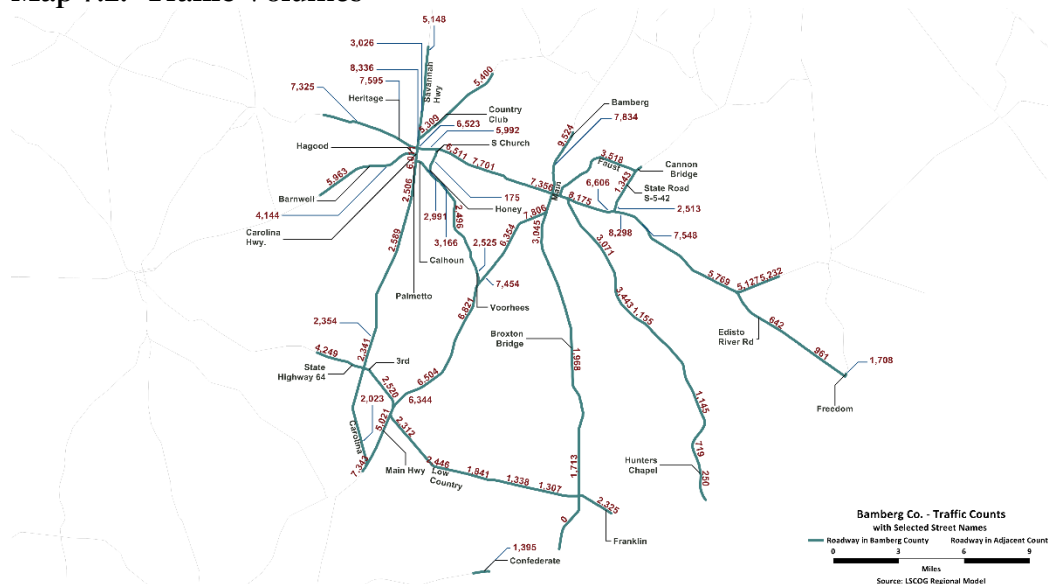 5,148
3,026
8,336
7,595
7,325
Heritage
Savannah
Hwy
5,400
Country
Club
5,309
6,523
5,992
S Church
Hagood
6,511
7,701
Bamberg
9,524
7,834
3,518
Faust
Cannon
Bridge
1,343
State Road
S-5-42
5,963
Barnwell
2,506
4,144
Carolina
Hwy.
175
Honey
2,991
2,496
3,166
Calhoun
7,350
Main
6,606
8,175
2,513
8,298
7,548
7,806
3,045
6,354
2,525
7,454
Voorhees
2,589
Palmetto
3,071
6,821
5,769
5,127
5,232
3,443
1,155
Broxton
Bridge
642
Edisto
River Rd
961
1,708
Freedom
2,354
4,249
2,341
3rd
State
Highway 64
1,968
2,520
6,504
6,344
2,023
Carolina
5,021
2,312
7,343
Main Hwy
2,446
Low
Country
1,841
1,338
1,307
1,713
2,325
0
Franklin
1,145
719
Hunters
Chapel
250
1,395
Confederate
Bamberg Co. - Traffic Counts
with Selected Street Names
Roadway in Bamberg County Roadway in Adjacent Count
0 3 6 9
Miles
Source: LSCOG Regional Model